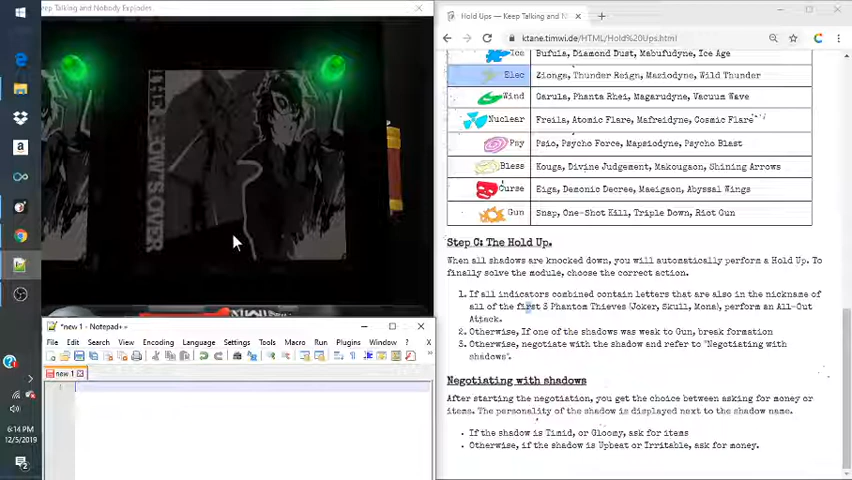 Keep Talking and Nobody Explodes
THE SHOW'S OVER
*new 1 - Notepad++
File Edit Search View Encoding Language Settings Tools Macro Run Plugins Window ?
new 1
1
6:14 PM
12/5/2019
2
Hold Ups — Keep Talking and N
ktane.timwi.de/HTML/Hold%20Ups.html
Ice Bufula, Diamond Dust, Mabufudyne, Ice Age
Elec Zionga, Thunder Reign, Maziodyne, Wild Thunder
Wind Garula, Phanta Rhei, Magarudyne, Vacuum Wave
Nuclear Freila, Atomic Flare, Mafreidyne, Cosmic Flare
Psy Psio, Psycho Force, Mapsiodyne, Psycho Blast
Bless Kouga, Divine Judgement, Makougaon, Shining Arrows
Curse Eiga, Demonic Decree, Maeigaon, Abyssal Wings
Gun Snap, One-Shot Kill, Triple Down, Riot Gun
Step C: The Hold Up.
When all shadows are knocked down, you will automatically perform a Hold Up. To
finally solve the module, choose the correct action.
1. If all indicators combined contain letters that are also in the nickname of
all of the first 3 Phantom Thieves (Joker, Skull, Mona), perform an All-Out
Attack.
2. Otherwise, If one of the shadows was weak to Gun, break formation
3. Otherwise, negotiate with the shadow and refer to "Negotiating with
shadows".
Negotiating with shadows
After starting the negotiation, you get the choice between asking for money or
items. The personality of the shadow is displayed next to the shadow name.
• If the shadow is Timid, or Gloomy, ask for items
• Otherwise, if the shadow is Upbeat or Irritable, ask for money.